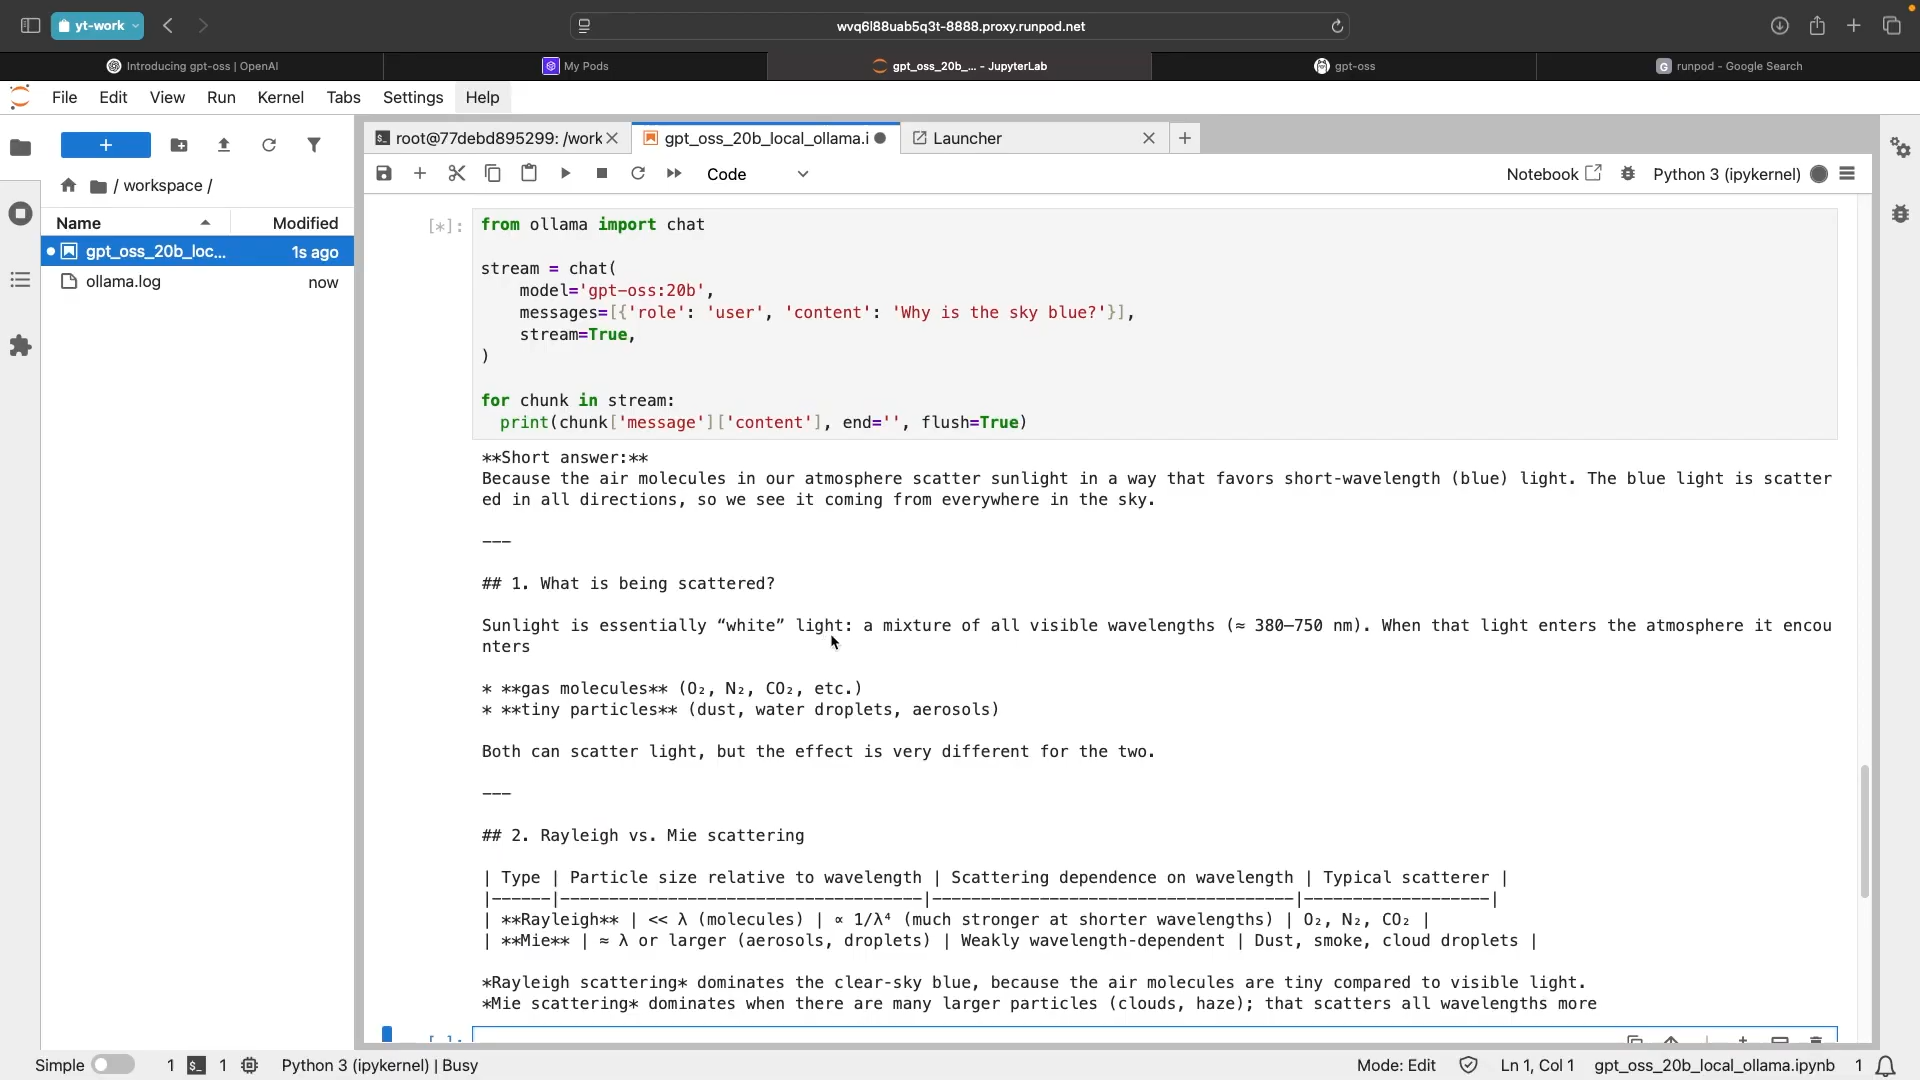 yt-work
wvq6l88uab5q3t-8888.proxy.runpod.net
Introducing gpt-oss | OpenAI
My Pods
gpt_oss_20b_... - JupyterLab
gpt-oss
G runpod - Google Search
File Edit View Run Kernel Tabs Settings Help
root@77debd895299: /work
gpt_oss_20b_local_ollama.i
Launcher
Code
Notebook
Python 3 (ipykernel)
/ workspace /
Name Modified
gpt_oss_20b_loc... 1s ago
ollama.log now
[*]:
from ollama import chat
stream = chat(
model='gpt-oss:20b',
messages=[{'role': 'user', 'content': 'Why is the sky blue?'}],
stream=True,
)
for chunk in stream:
print(chunk['message']['content'], end='', flush=True)
**Short answer:**
Because the air molecules in our atmosphere scatter sunlight in a way that favors short-wavelength (blue) light. The blue light is scatter
ed in all directions, so we see it coming from everywhere in the sky.
---
## 1. What is being scattered?
Sunlight is essentially “white” light: a mixture of all visible wavelengths (≈ 380–750 nm). When that light enters the atmosphere it encou
nters
* **gas molecules** (O₂, N₂, CO₂, etc.)
* **tiny particles** (dust, water droplets, aerosols)
Both can scatter light, but the effect is very different for the two.
---
## 2. Rayleigh vs. Mie scattering
| Type | Particle size relative to wavelength | Scattering dependence on wavelength | Typical scatterer |
|------|-------------------------------------|-------------------------------------|-------------------|
| **Rayleigh** | << λ (molecules) | ∝ 1/λ⁴ (much stronger at shorter wavelengths) | O₂, N₂, CO₂ |
| **Mie** | ≈ λ or larger (aerosols, droplets) | Weakly wavelength-dependent | Dust, smoke, cloud droplets |
*Rayleigh scattering* dominates the clear-sky blue, because the air molecules are tiny compared to visible light.
*Mie scattering* dominates when there are many larger particles (clouds, haze); that scatters all wavelengths more
[ ]:
Simple 1 1 Python 3 (ipykernel) | Busy
Mode: Edit Ln 1, Col 1 gpt_oss_20b_local_ollama.ipynb 1